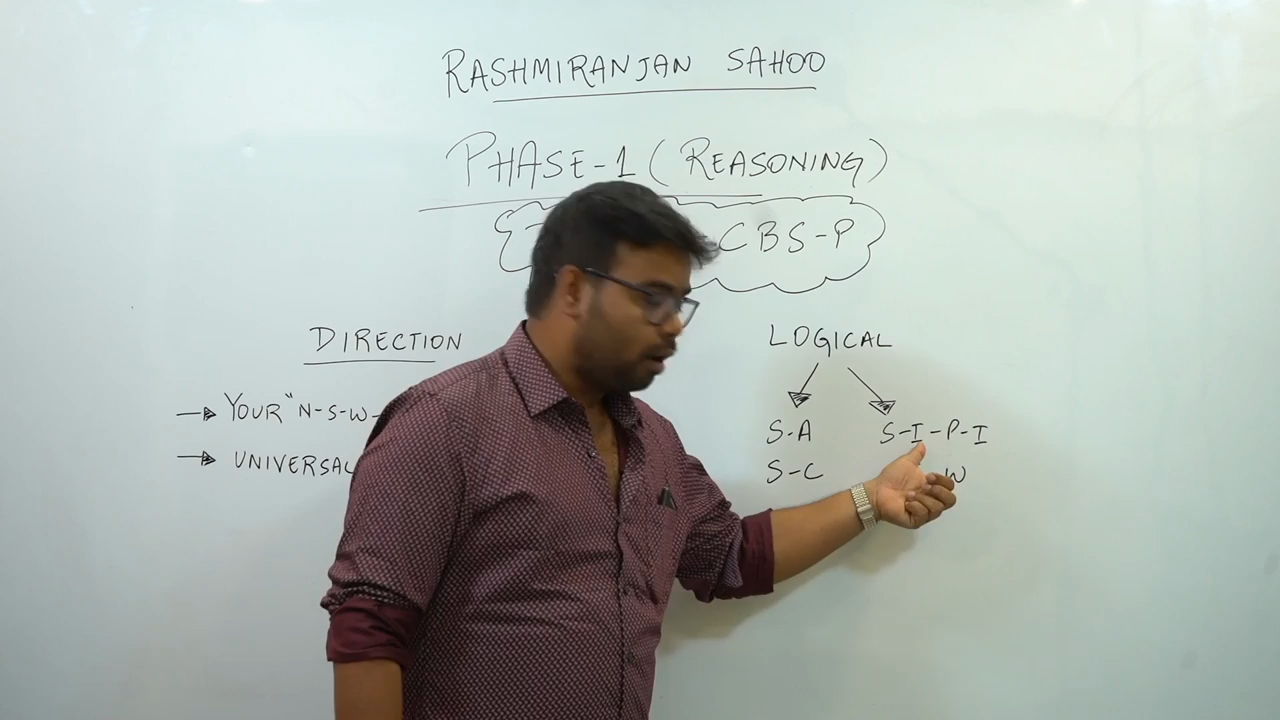 RASHMIRANJAN SAHOO
PHASE-1 (REASONING)
CBS-P
DIRECTION
→ YOUR "N-S-W-
→ UNIVERSAL
LOGICAL
S-A
S-C
S-I-P-I
W